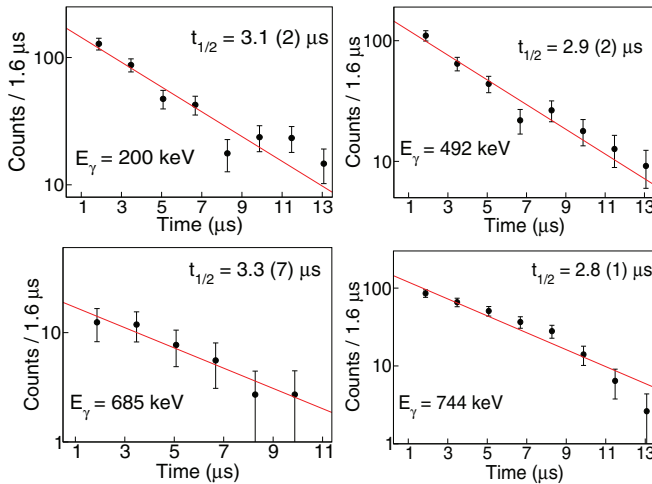 t1/2 = 3.1 (2) μs
100
10
Counts / 1.6 μs
Eγ = 200 keV
1 3 5 7 9 11 13
Time (μs)
t1/2 = 2.9 (2) μs
100
10
Counts / 1.6 μs
Eγ = 492 keV
1 3 5 7 9 11 13
Time (μs)
t1/2 = 3.3 (7) μs
10
1
Counts / 1.6 μs
Eγ = 685 keV
1 3 5 7 9 11
Time (μs)
t1/2 = 2.8 (1) μs
100
10
1
Counts / 1.6 μs
Eγ = 744 keV
1 3 5 7 9 11 13
Time (μs)